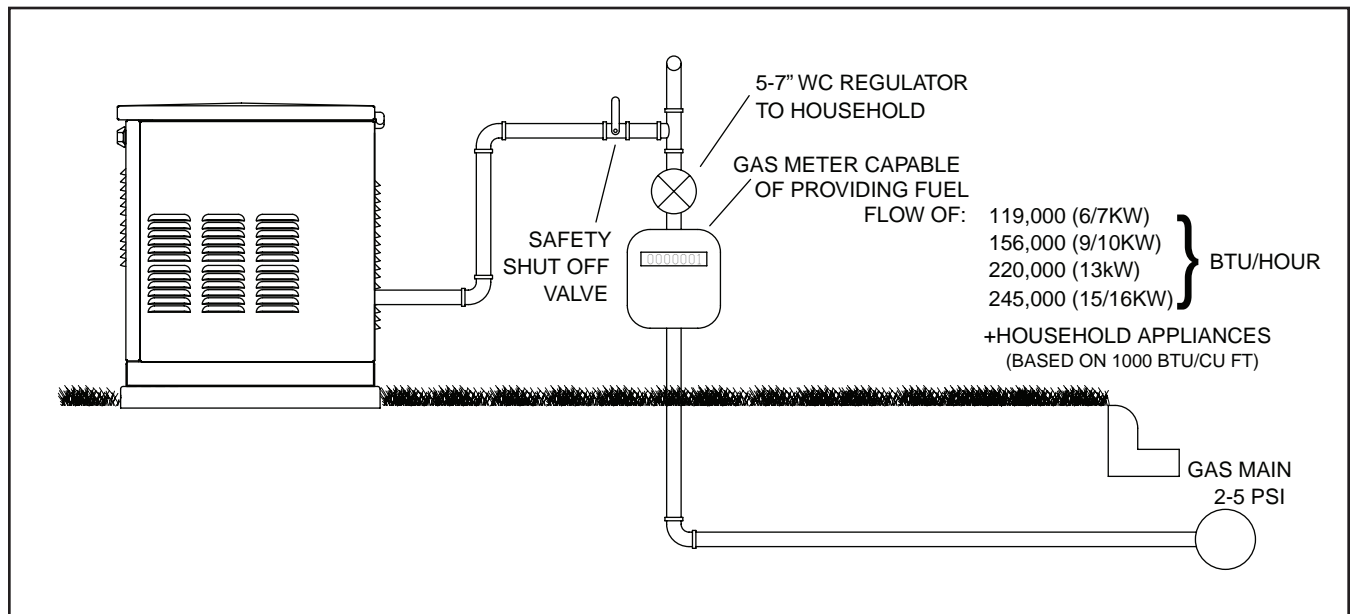 5-7" WC REGULATOR
TO HOUSEHOLD
GAS METER CAPABLE
OF PROVIDING FUEL
FLOW OF:
119,000 (6/7KW)
156,000 (9/10KW)
220,000 (13kW)
245,000 (15/16KW)
BTU/HOUR
+HOUSEHOLD APPLIANCES
(BASED ON 1000 BTU/CU FT)
SAFETY
SHUT OFF
VALVE
0000001
GAS MAIN
2-5 PSI